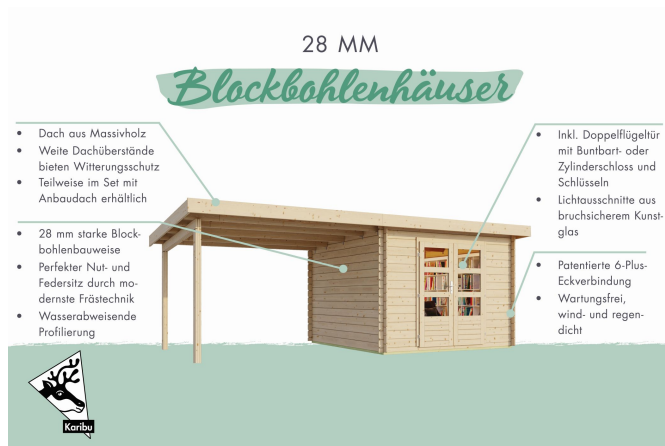 28 MM
Blockbohlenhäuser
• Dach aus Massivholz
• Weite Dachüberstände
bieten Witterungsschutz
• Teilweise im Set mit
Anbaudach erhältlich
• 28 mm starke Block-
bohlenbauweise
• Perfekter Nut- und
Federsitz durch mo-
dernste Frästechnik
• Wasserabweisende
Profilierung
• Inkl. Doppelflügeltür
mit Buntbart- oder
Zylinderschloss und
Schlüsseln
• Lichtausschnitte aus
bruchsicherem Kunst-
glas
• Patentierte 6-Plus-
Eckverbindung
• Wartungsfrei,
wind- und regen-
dicht
Karibu